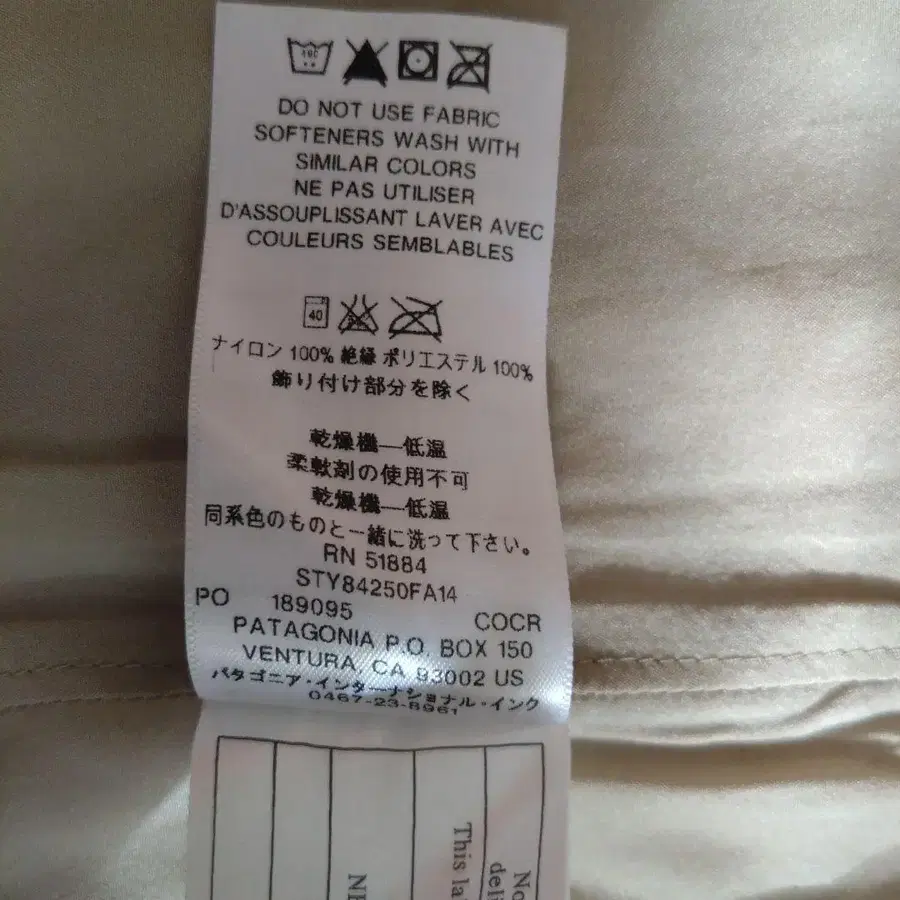 DO NOT USE FABRIC
SOFTENERS WASH WITH
SIMILAR COLORS
NE PAS UTILISER
D'ASSOUPLISSANT LAVER AVEC
COULEURS SEMBLABLES
40
ナイロン 100% 絶縁 ポリエステル 100%
飾り付け部分を除く
乾燥機—低温
柔軟剤の使用不可
乾燥機—低温
同系色のものと一緒に洗って下さい。
RN 51884
STY84250FA14
PO 189095 COCR
PATAGONIA P.O. BOX 150
VENTURA, CA 93002 US
パタゴニア・インターナショナル・インク
0467-23-8961
This la